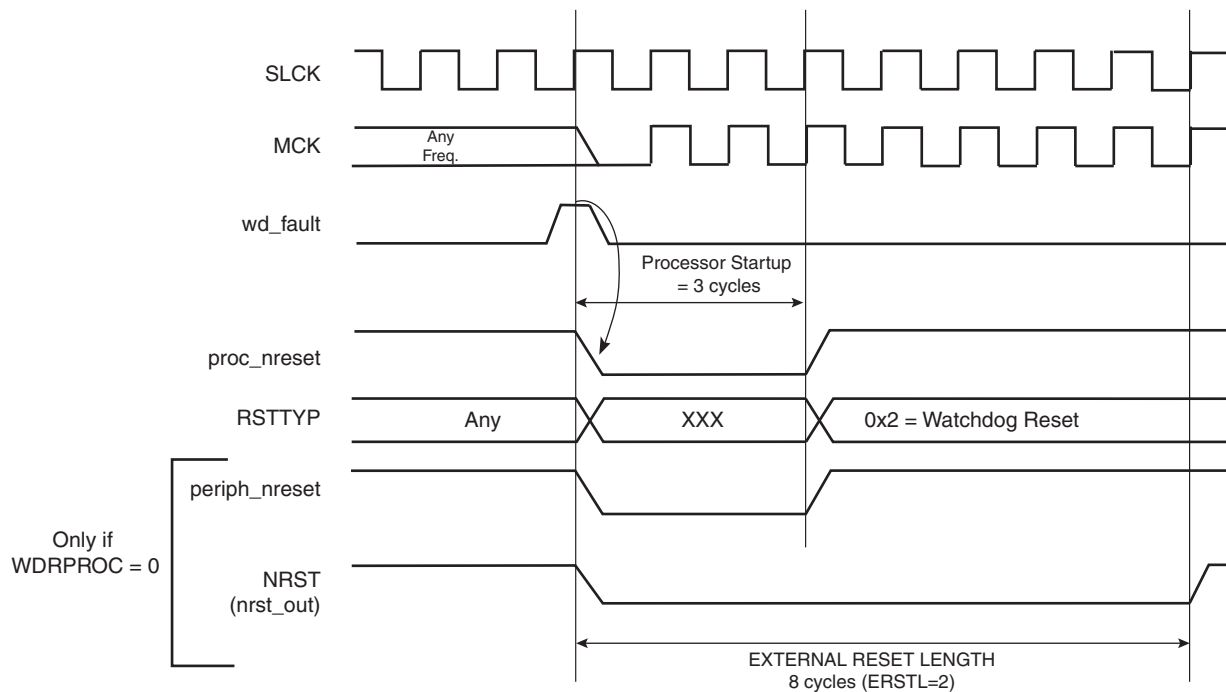 SLCK
MCK
Any
Freq.
wd_fault
Processor Startup
= 3 cycles
proc_nreset
RSTTYP
Any
XXX
0x2 = Watchdog Reset
periph_nreset
Only if
WDRPROC = 0
NRST
(nrst_out)
EXTERNAL RESET LENGTH
8 cycles (ERSTL=2)